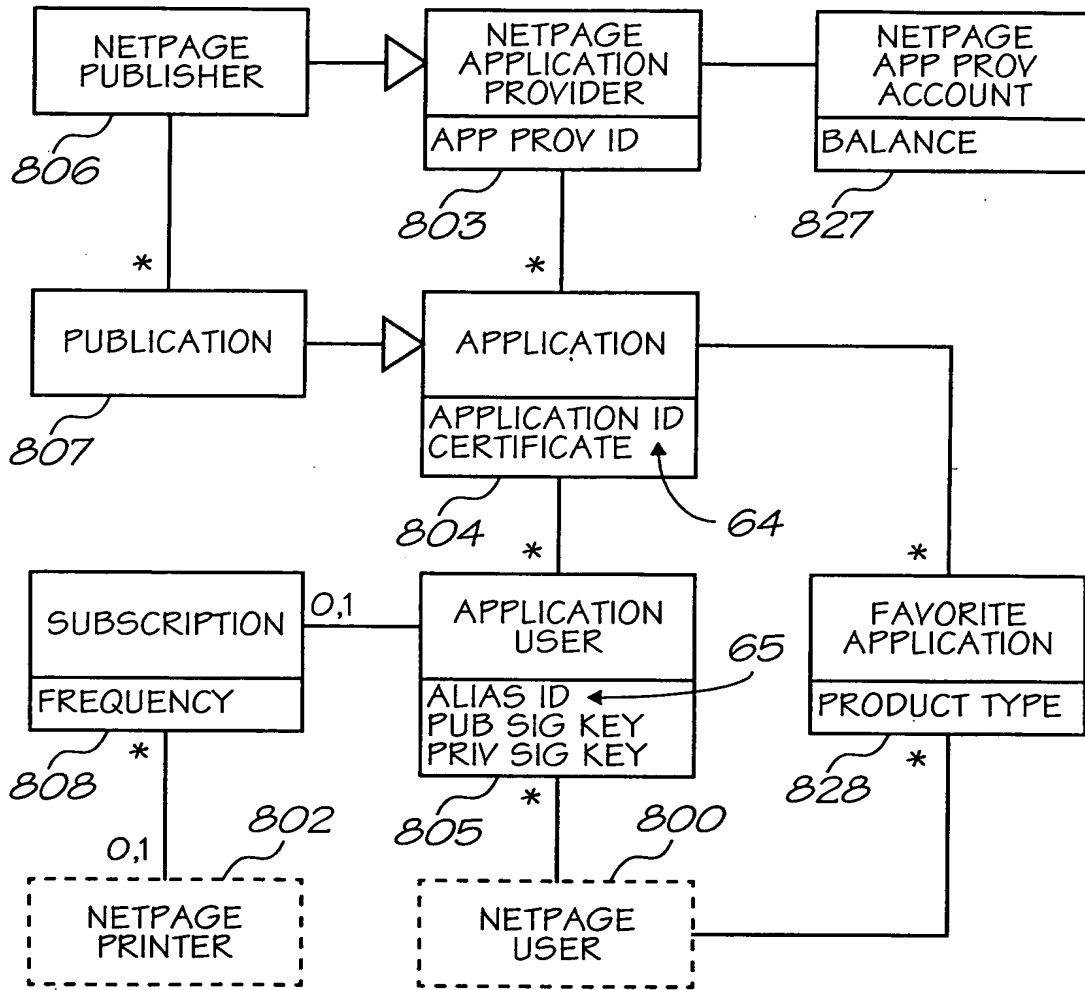 NETPAGE
PUBLISHER
806
NETPAGE
APPLICATION
PROVIDER
APP PROV ID
803
NETPAGE
APP PROV
ACCOUNT
BALANCE
827
*
*
PUBLICATION
807
APPLICATION
APPLICATION ID
CERTIFICATE
804
64
*
*
SUBSCRIPTION
FREQUENCY
808
0,1
APPLICATION
USER
ALIAS ID
PUB SIG KEY
PRIV SIG KEY
805
65
FAVORITE
APPLICATION
PRODUCT TYPE
828
*
*
*
0,1
802
800
NETPAGE
PRINTER
NETPAGE
USER